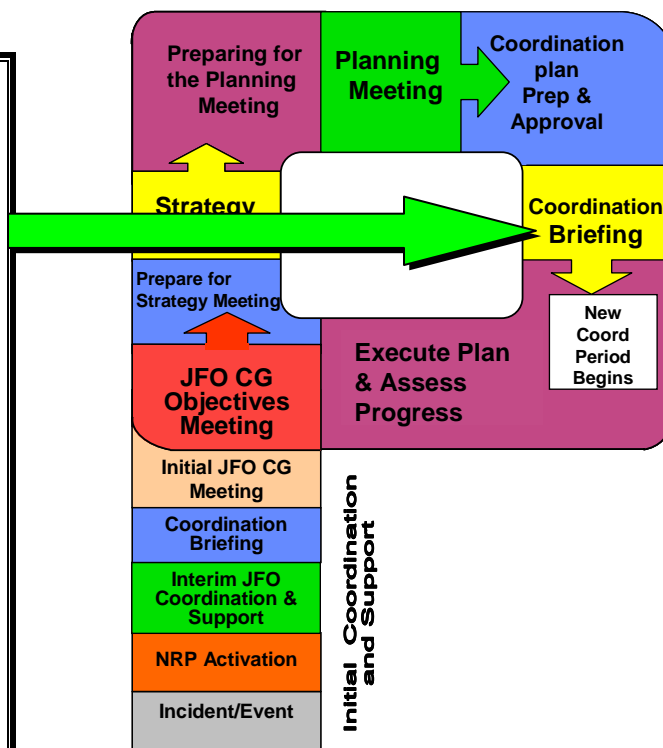 Preparing for
the Planning
Meeting
Planning
Meeting
Coordination
plan
Prep &
Approval
Strategy
Coordination
Briefing
Prepare for
Strategy Meeting
New
Coord
Period
Begins
Execute Plan
& Assess
Progress
JFO CG
Objectives
Meeting
Initial JFO CG
Meeting
Coordination
Briefing
Interim JFO
Coordination &
Support
NRP Activation
Incident/Event
Initial Coordination
and Support